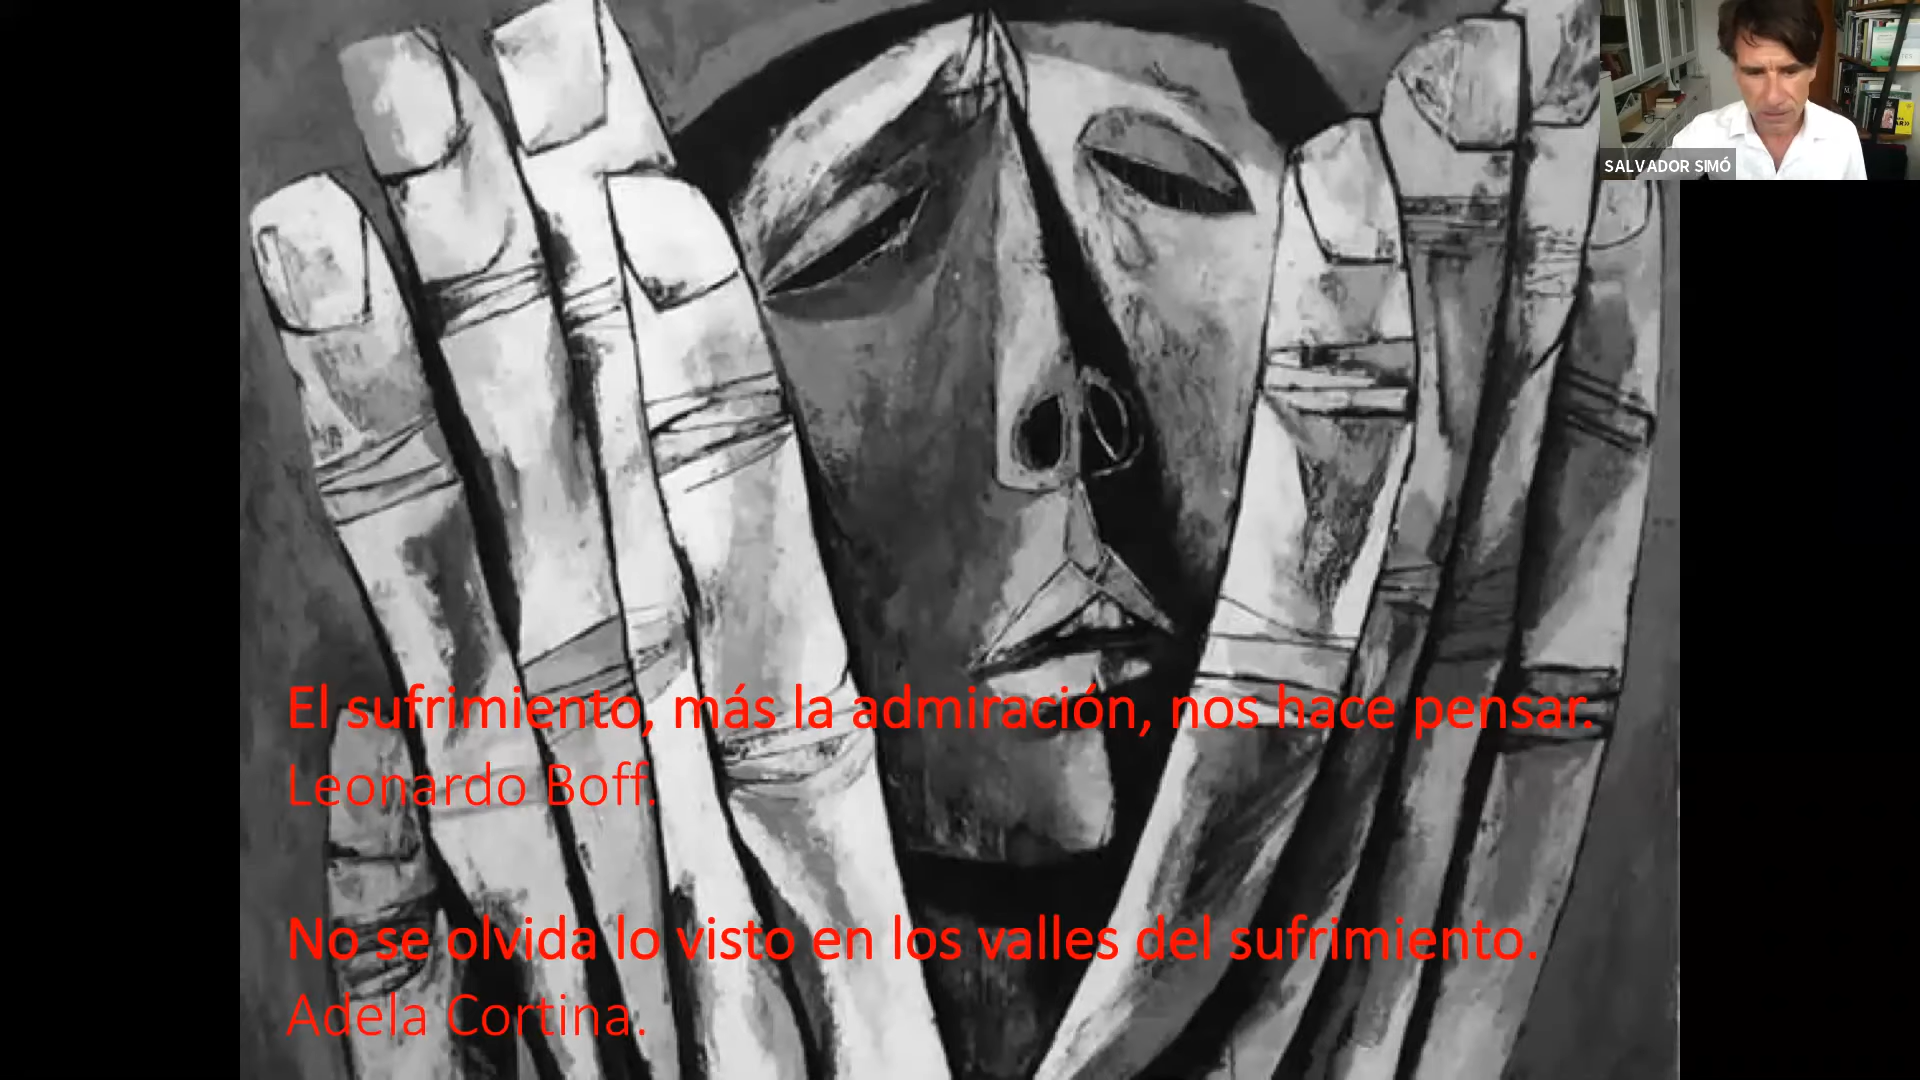 SALVADOR SIMÓ
El sufrimiento, más la admiración, nos hace pensar.
Leonardo Boff.
No se olvida lo visto en los valles del sufrimiento.
Adela Cortina.